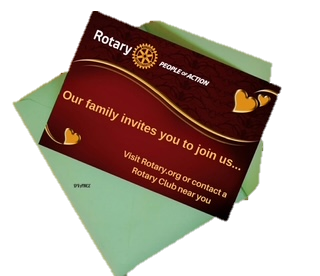 Rotary
PEOPLE OF ACTION
Our family invites you to join us...
Visit Rotary.org or contact a
Rotary Club near you